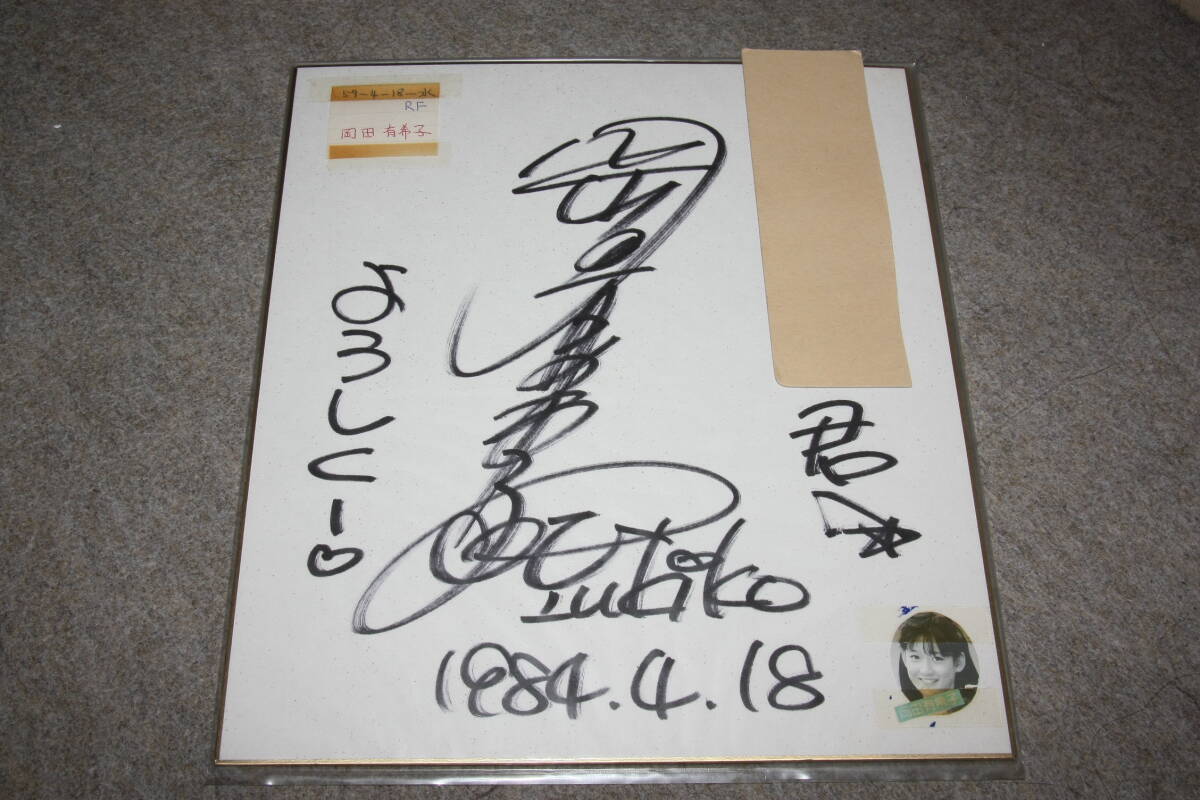 59-4-18-水
RF
岡田 有希子
君☆
よろしくー♡
Yukiko
1984.4.18
岡田有希子